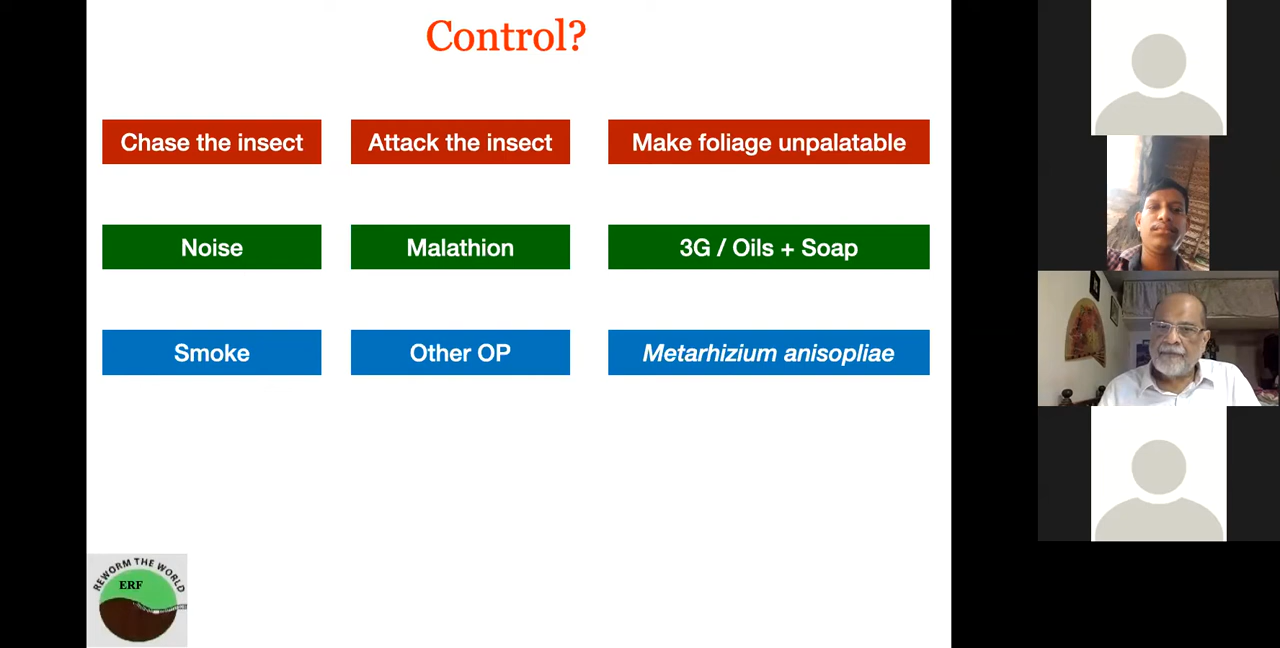 Control?
Chase the insect
Attack the insect
Make foliage unpalatable
Noise
Malathion
3G / Oils + Soap
Smoke
Other OP
Metarhizium anisopliae
REWORM THE WORLD
ERF